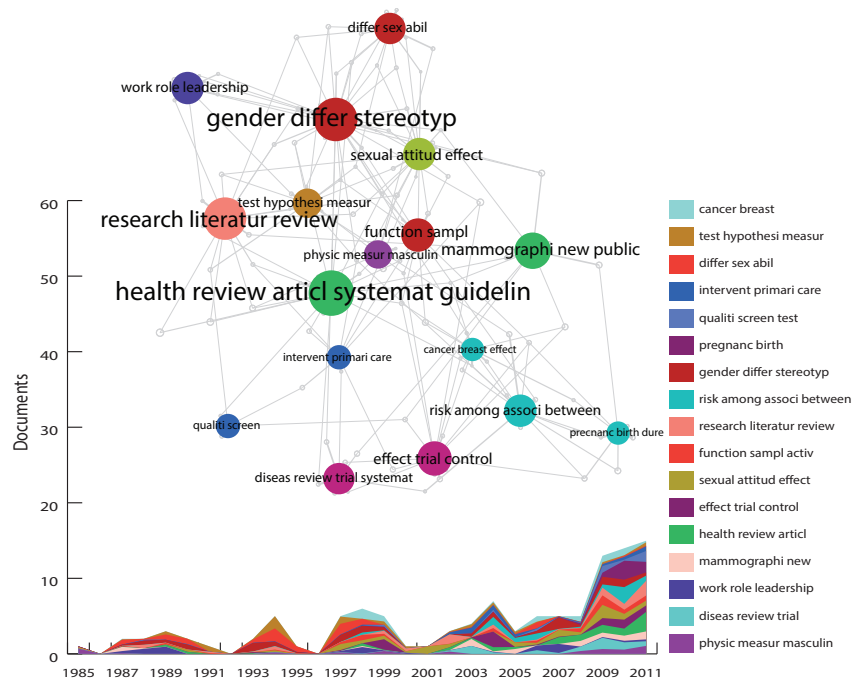 differ sex abil
work role leadership
gender differ stereotyp
sexual attitud effect
test hypothesi measur
research literatur review
function sampl
physic measur masculin
mammographi new public
health review articl systemat guidelin
intervent primari care
cancer breast effect
risk among associ between
qualiti screen
precnanc birth dure
effect trial control
diseas review trial systemat
Documents
60
50
40
30
20
10
0
1985 1987 1989 1991 1993 1995 1997 1999 2001 2003 2005 2007 2009 2011
cancer breast
test hypothesi measur
differ sex abil
intervent primari care
qualiti screen test
pregnanc birth
gender differ stereotyp
risk among associ between
research literatur review
function sampl activ
sexual attitud effect
effect trial control
health review articl
mammographi new
work role leadership
diseas review trial
physic measur masculin